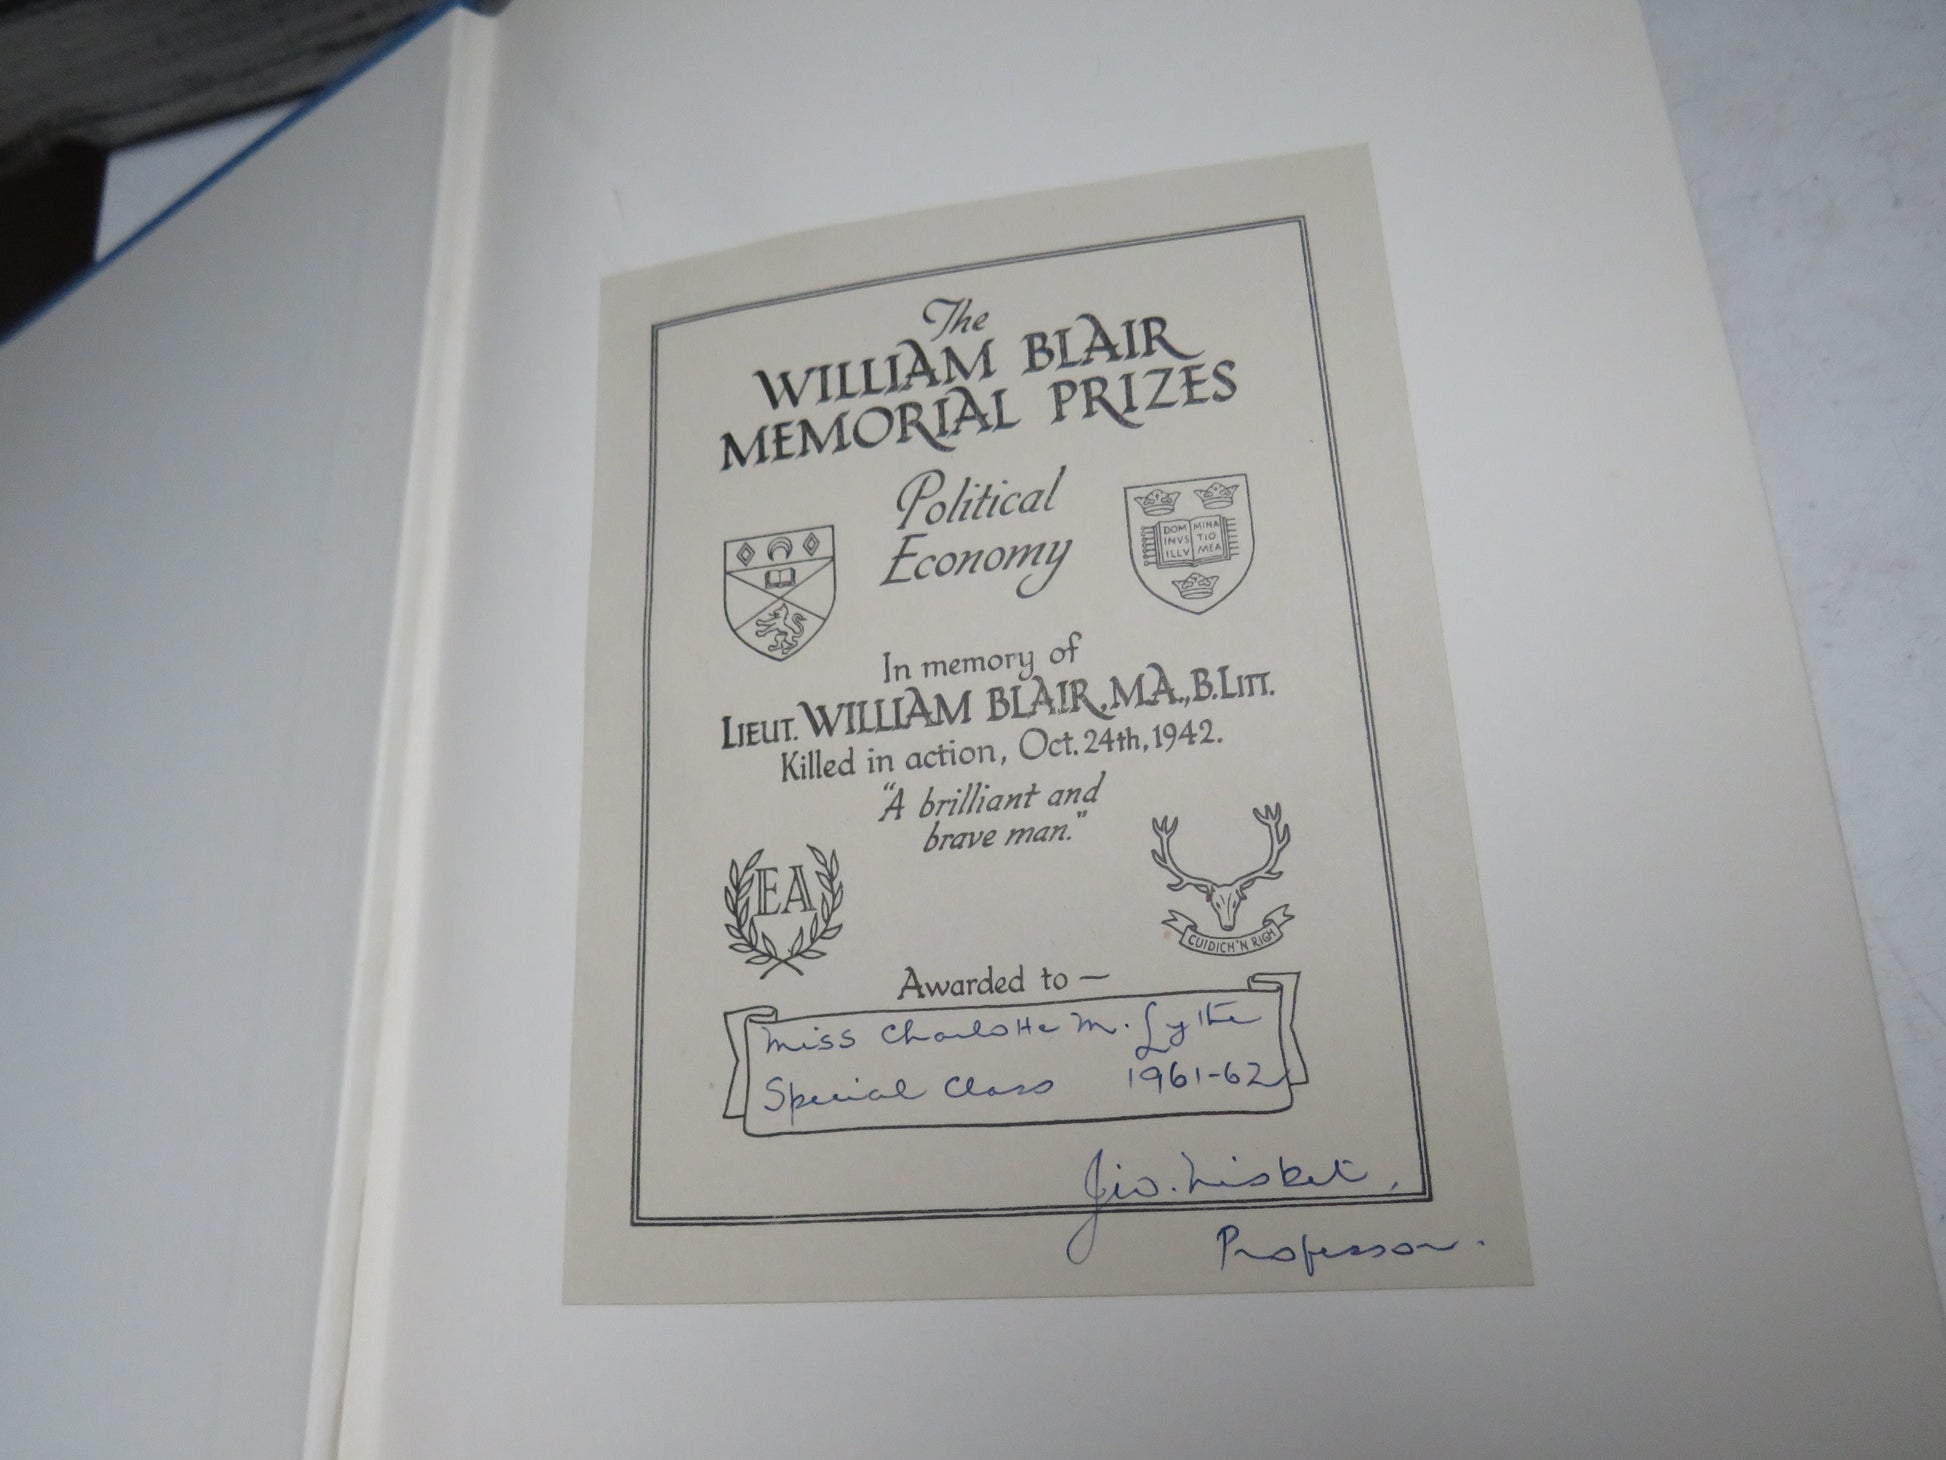 The
WILLIAM BLAIR
MEMORIAL PRIZES
Political
Economy
DOM
INVS
ILLV
MINA
TIO
MEA
In memory of
LIEUT. WILLIAM BLAIR, M.A., B.LITT.
Killed in action, Oct. 24th, 1942.
"A brilliant and
brave man."
EA
CUIDICH'N RIGH
Awarded to —
Miss Charlotte M. Lythe
Special Class 1961-62
J.W. Nisbet,
Professor.